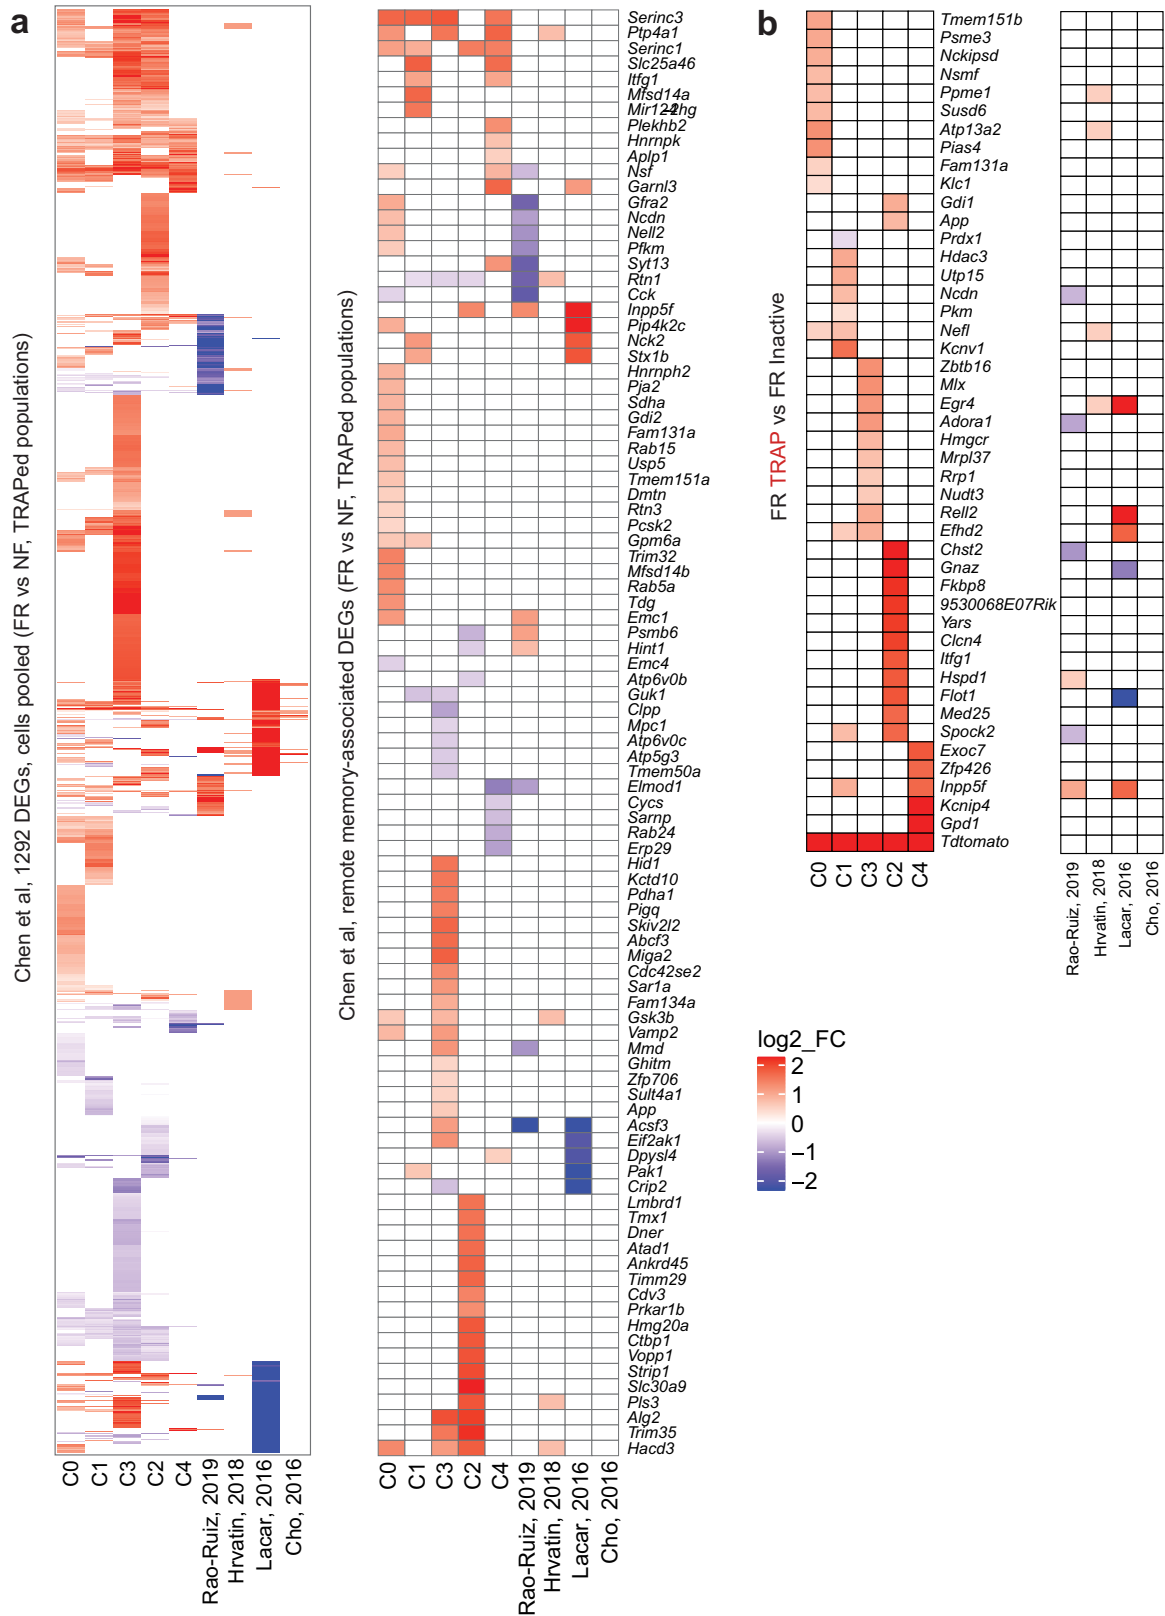 a
Chen et al, 1292 DEGs, cells pooled (FR vs NF, TRAPed populations)
C0
C1
C3
C2
C4
Rao-Ruiz, 2019
Hrvatin, 2018
Lacar, 2016
Cho, 2016
Chen et al, remote memory-associated DEGs (FR vs NF, TRAPed populations)
Serinc3
Ptp4a1
Serinc1
Slc25a46
Itfg1
Mfsd14a
Plekhb2
Hnrnpk
Aplp1
Nsf
Garnl3
Gfra2
Ncdn
Nell2
Pfkm
Syt13
Rtn1
Cck
Inpp5f
Pip4k2c
Nck2
Stx1b
Hnrnph2
Pja2
Sdha
Gdi2
Fam131a
Rab15
Usp5
Tmem151a
Dmtn
Rtn3
Pcsk2
Gpm6a
Trim32
Mfsd14b
Rab5a
Tdg
Emc1
Psmb6
Hint1
Emc4
Atp6v0b
Guk1
Clpp
Mpc1
Atp6v0c
Atp5g3
Tmem50a
Elmod1
Cycs
Sarnp
Rab24
Erp29
Hid1
Kctd10
Pdha1
Pigq
Skiv2l2
Abcf3
Miga2
Cdc42se2
Sar1a
Fam134a
Gsk3b
Vamp2
Mmd
Ghitm
Zfp706
Sult4a1
App
Acsf3
Eif2ak1
Dpysl4
Pak1
Crip2
Lmbrd1
Tmx1
Dner
Atad1
Ankrd45
Timm29
Cdv3
Prkar1b
Hmg20a
Ctbp1
Vopp1
Strip1
Slc30a9
Pls3
Alg2
Trim35
Hacd3
C0
C1
C3
C2
C4
Rao-Ruiz, 2019
Hrvatin, 2018
Lacar, 2016
Cho, 2016
b
FR TRAP vs FR Inactive
Tmem151b
Psme3
Nckipsd
Nsmf
Ppme1
Susd6
Atp13a2
Pias4
Fam131a
Klc1
Gdi1
App
Prdx1
Hdac3
Utp15
Ncdn
Pkm
Nefl
Kcnv1
Zbtb16
Mlx
Egr4
Adora1
Hmgcr
Mrpl37
Rrp1
Nudt3
Rell2
Efhd2
Chst2
Gnaz
Fkbp8
9530068E07Rik
Yars
Clcn4
Itfg1
Hspd1
Flot1
Med25
Spock2
Exoc7
Zfp426
Inpp5f
Kcnip4
Gpd1
Tdtomato
C0
C1
C3
C2
C4
Rao-Ruiz, 2019
Hrvatin, 2018
Lacar, 2016
Cho, 2016
log2_FC
2
1
0
−1
−2